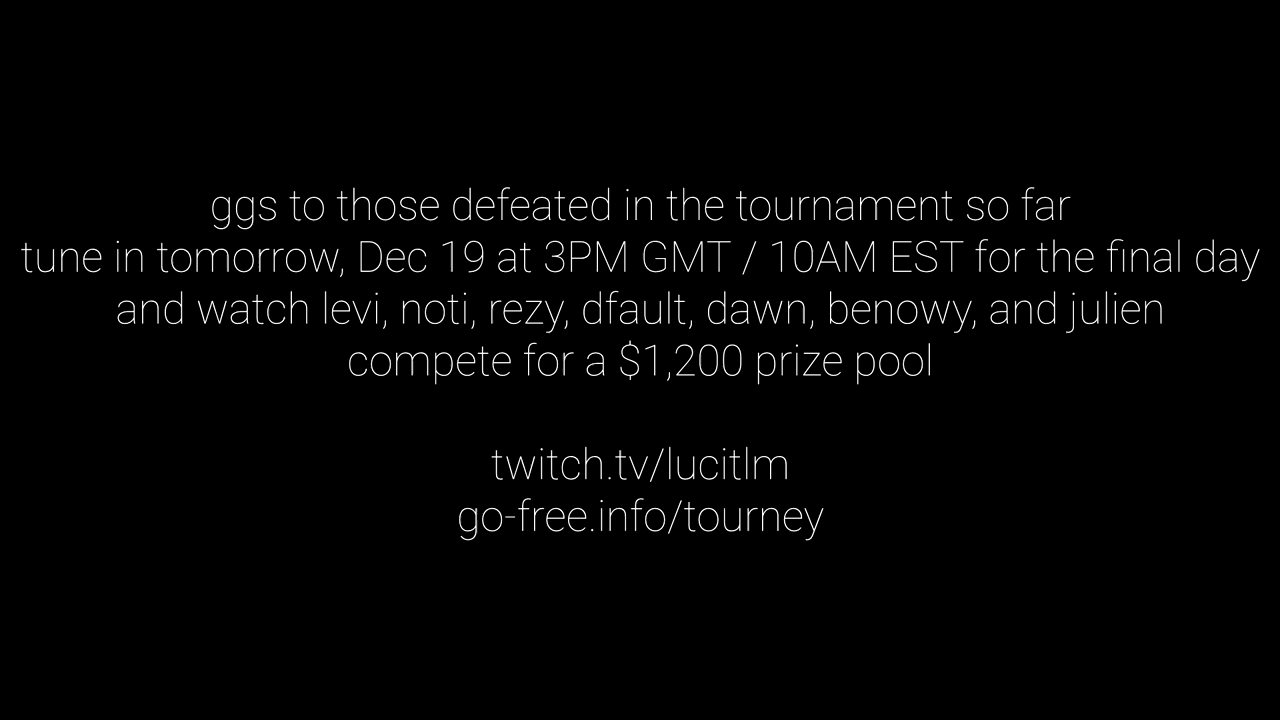 ggs to those defeated in the tournament so far
tune in tomorrow, Dec 19 at 3PM GMT / 10AM EST for the final day
and watch levi, noti, rezy, dfault, dawn, benowy, and julien
compete for a $1,200 prize pool
twitch.tv/lucitlm
go-free.info/tourney